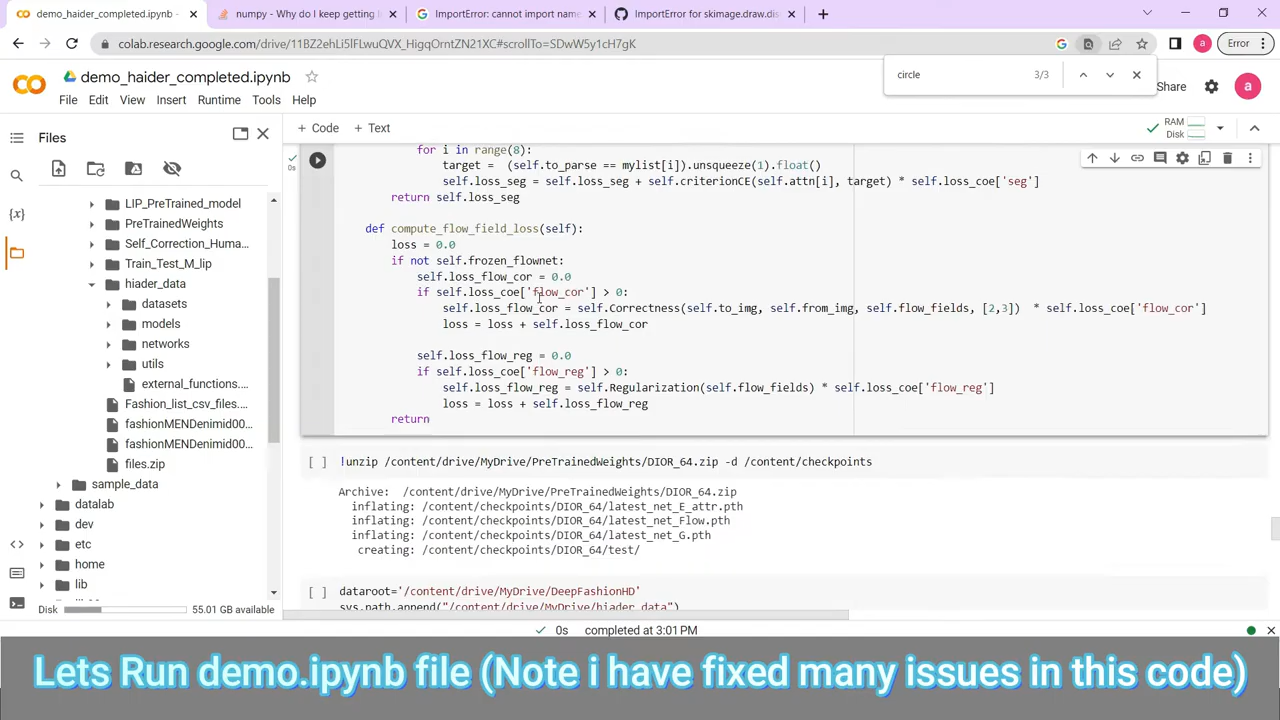 demo_haider_completed.ipynb -
numpy - Why do I keep getting I
ImportError: cannot import name
ImportError for skimage.draw.dis
colab.research.google.com/drive/11BZ2ehLi5lFLwuQVX_HigqOrntZN21XC#scrollTo=SDwW5y1cH7gK
a
Error
demo_haider_completed.ipynb
circle
3/3
Share
a
File Edit View Insert Runtime Tools Help
Files
+ Code + Text
RAM
Disk
LIP_PreTrained_model
PreTrainedWeights
Self_Correction_Huma...
Train_Test_M_lip
hiader_data
datasets
models
networks
utils
external_functions....
Fashion_list_csv_files....
fashionMENDenimid00...
fashionMENDenimid00...
files.zip
sample_data
datalab
dev
etc
home
lib
Disk
55.01 GB available
0s
for i in range(8):
target = (self.to_parse == mylist[i]).unsqueeze(1).float()
self.loss_seg = self.loss_seg + self.criterionCE(self.attn[i], target) * self.loss_coe['seg']
return self.loss_seg
def compute_flow_field_loss(self):
loss = 0.0
if not self.frozen_flownet:
self.loss_flow_cor = 0.0
if self.loss_coe['flow_cor'] > 0:
self.loss_flow_cor = self.Correctness(self.to_img, self.from_img, self.flow_fields, [2,3]) * self.loss_coe['flow_cor']
loss = loss + self.loss_flow_cor
self.loss_flow_reg = 0.0
if self.loss_coe['flow_reg'] > 0:
self.loss_flow_reg = self.Regularization(self.flow_fields) * self.loss_coe['flow_reg']
loss = loss + self.loss_flow_reg
return
[ ] !unzip /content/drive/MyDrive/PreTrainedWeights/DIOR_64.zip -d /content/checkpoints
Archive: /content/drive/MyDrive/PreTrainedWeights/DIOR_64.zip
inflating: /content/checkpoints/DIOR_64/latest_net_E_attr.pth
inflating: /content/checkpoints/DIOR_64/latest_net_Flow.pth
inflating: /content/checkpoints/DIOR_64/latest_net_G.pth
creating: /content/checkpoints/DIOR_64/test/
[ ] dataroot='/content/drive/MyDrive/DeepFashionHD'
sys.path.append("/content/drive/MyDrive/hiader_data")
0s completed at 3:01 PM
Lets Run demo.ipynb file (Note i have fixed many issues in this code)